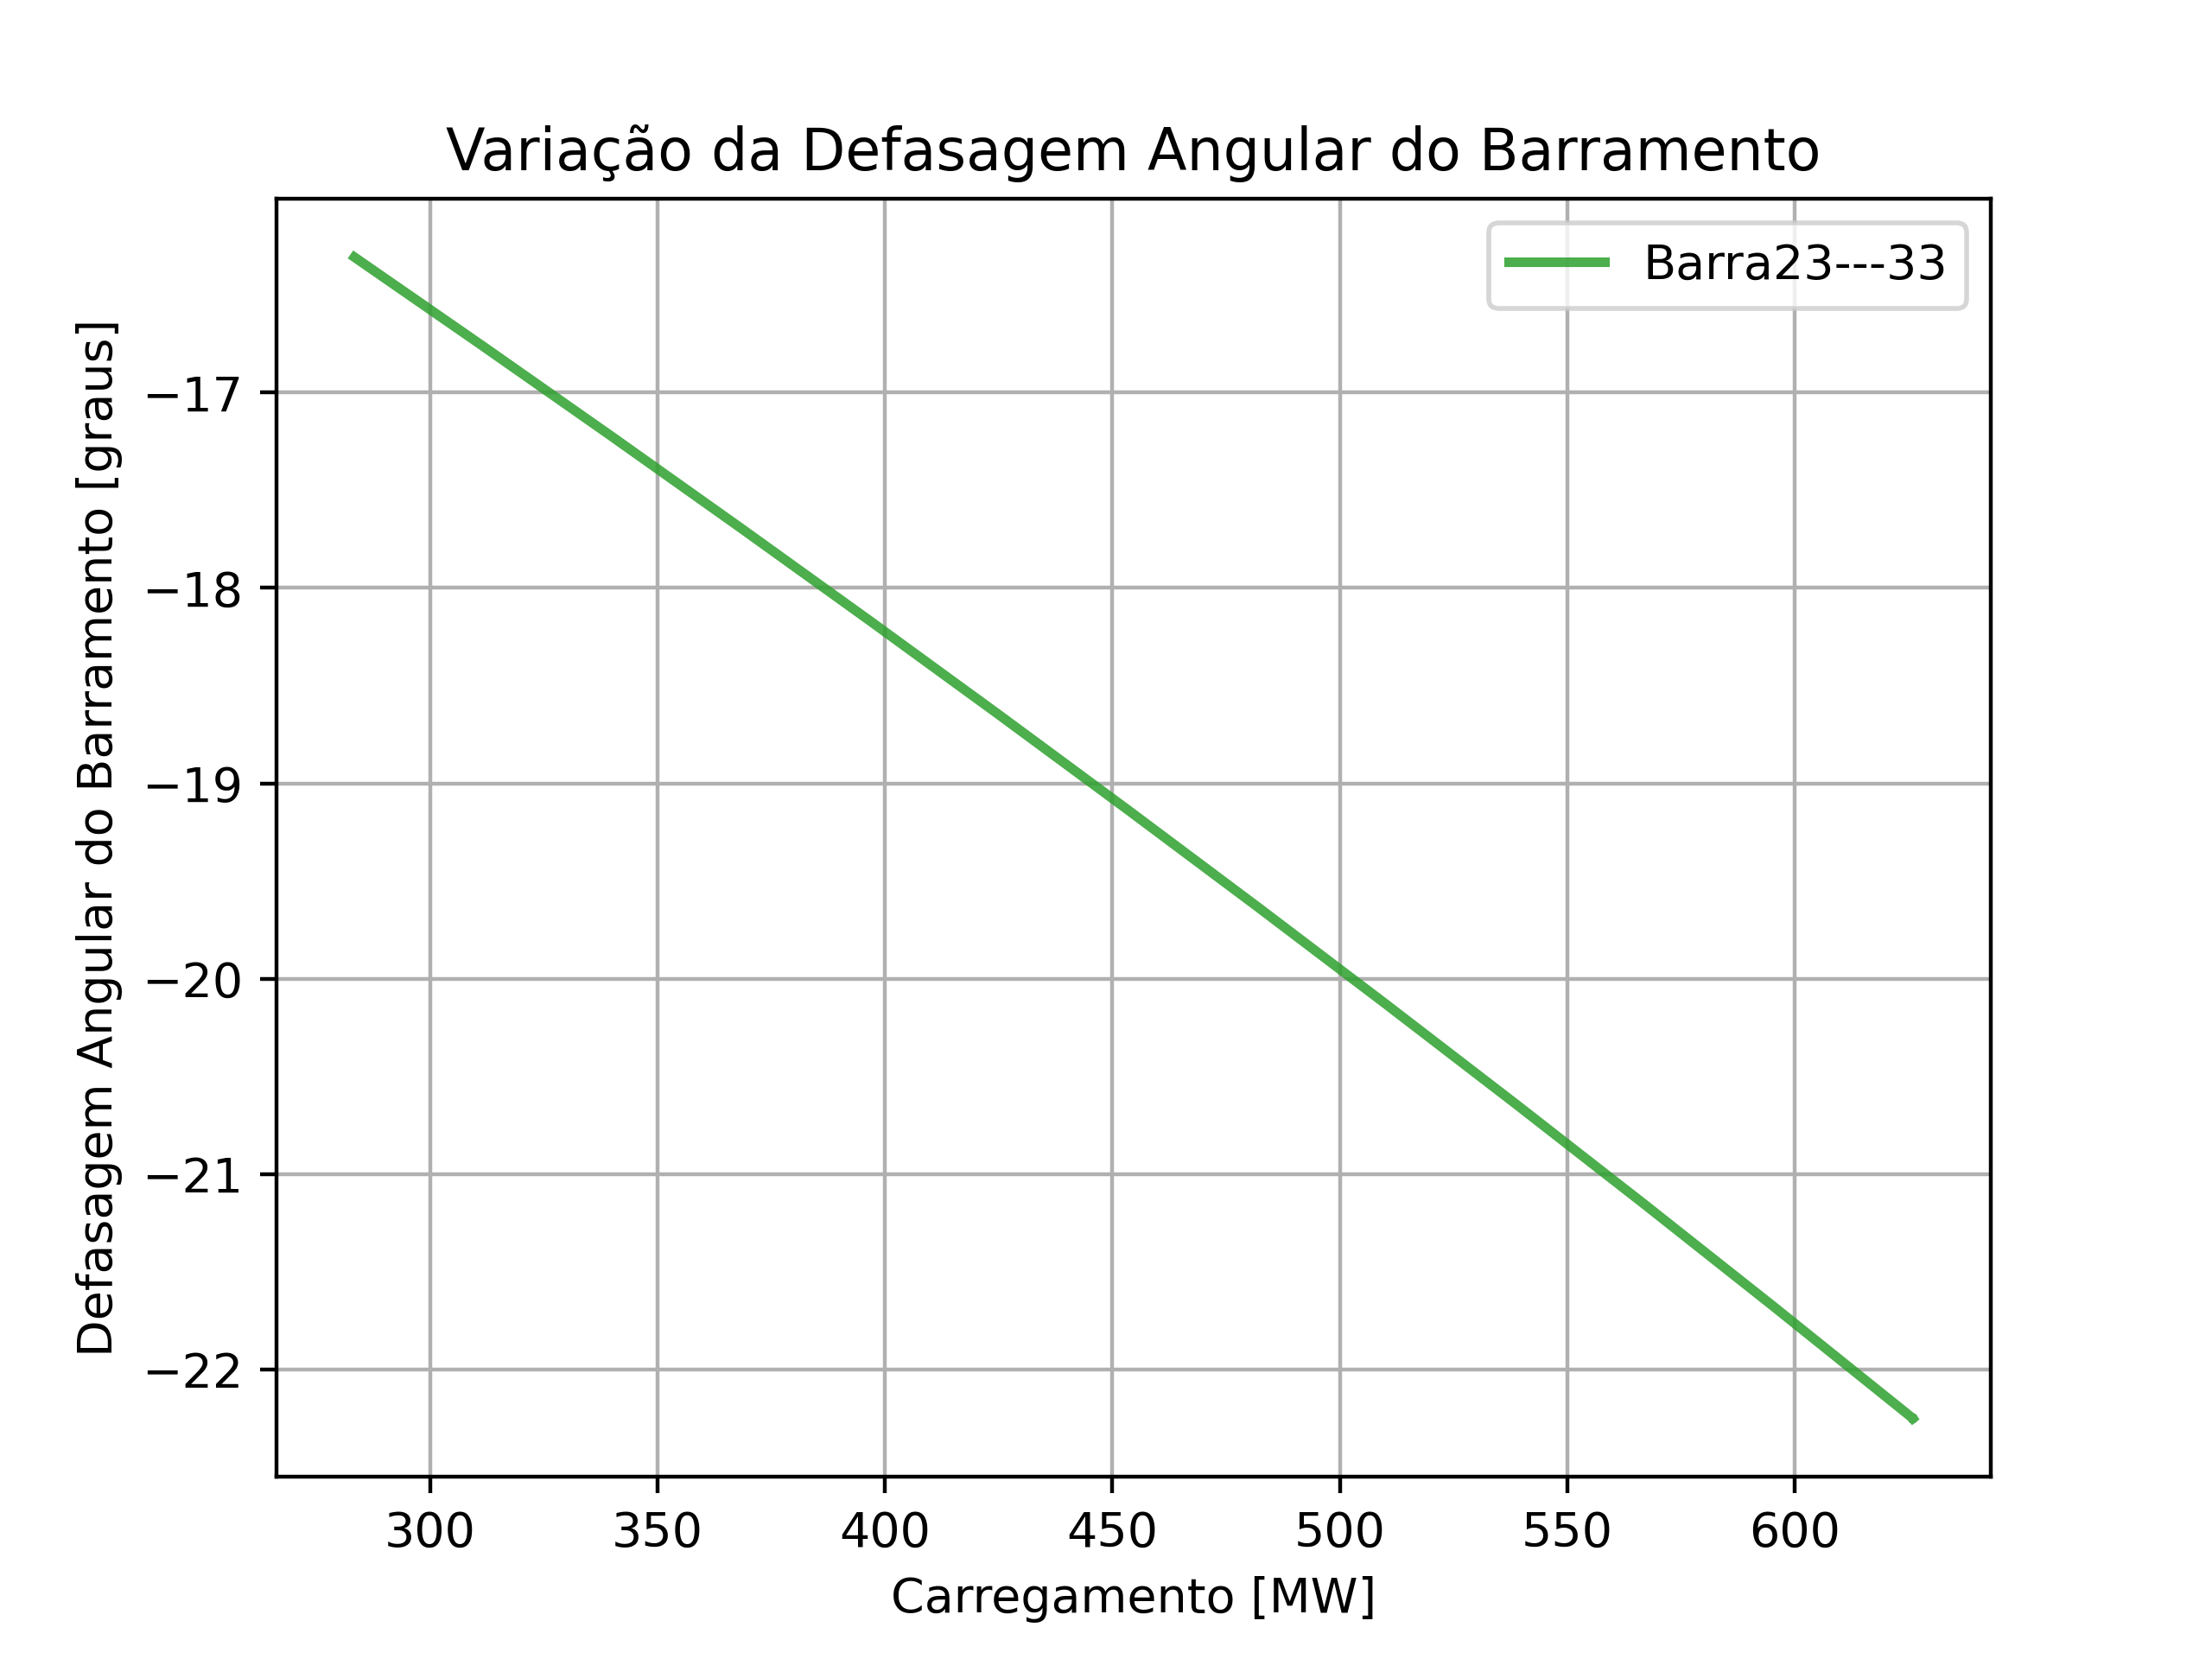 Variação da Defasagem Angular do Barramento
Barra23---33
Defasagem Angular do Barramento [graus]
−17
−18
−19
−20
−21
−22
300 350 400 450 500 550 600
Carregamento [MW]